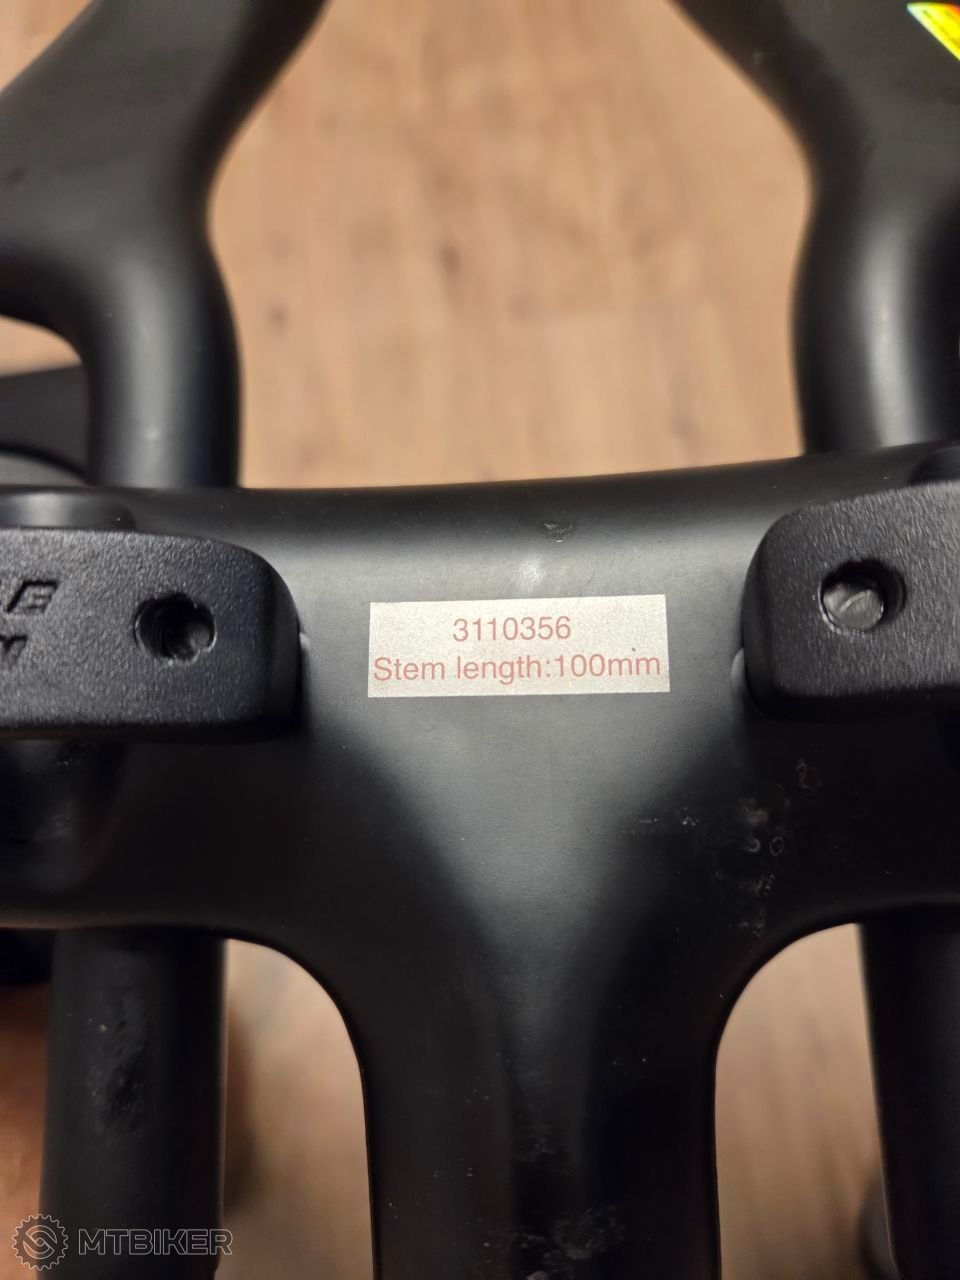 3110356
Stem length:100mm
MTBIKER